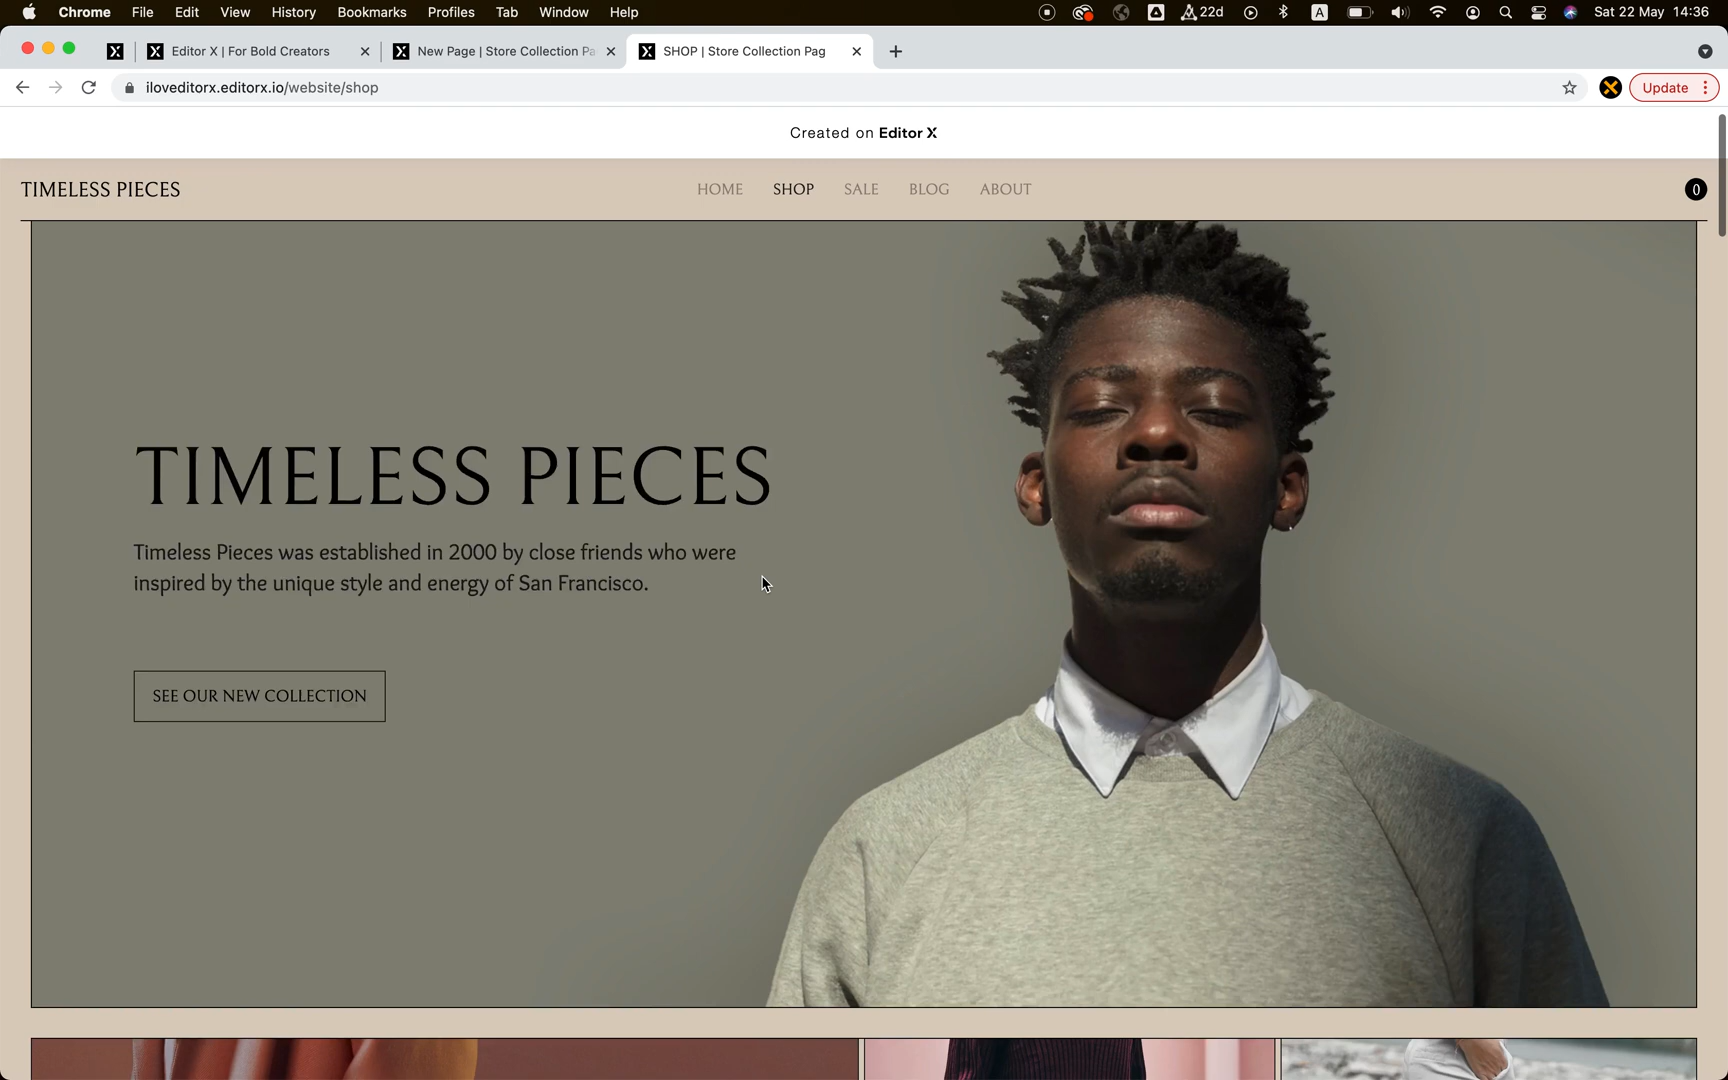 Chrome File Edit View History Bookmarks Profiles Tab Window Help A 22d A Sat 22 May 14:36
Editor X | For Bold Creators New Page | Store Collection Pa SHOP | Store Collection Pag
iloveditorx.editorx.io/website/shop Update
Created on Editor X
TIMELESS PIECES HOME SHOP SALE BLOG ABOUT 0
TIMELESS PIECES
Timeless Pieces was established in 2000 by close friends who were
inspired by the unique style and energy of San Francisco.
SEE OUR NEW COLLECTION